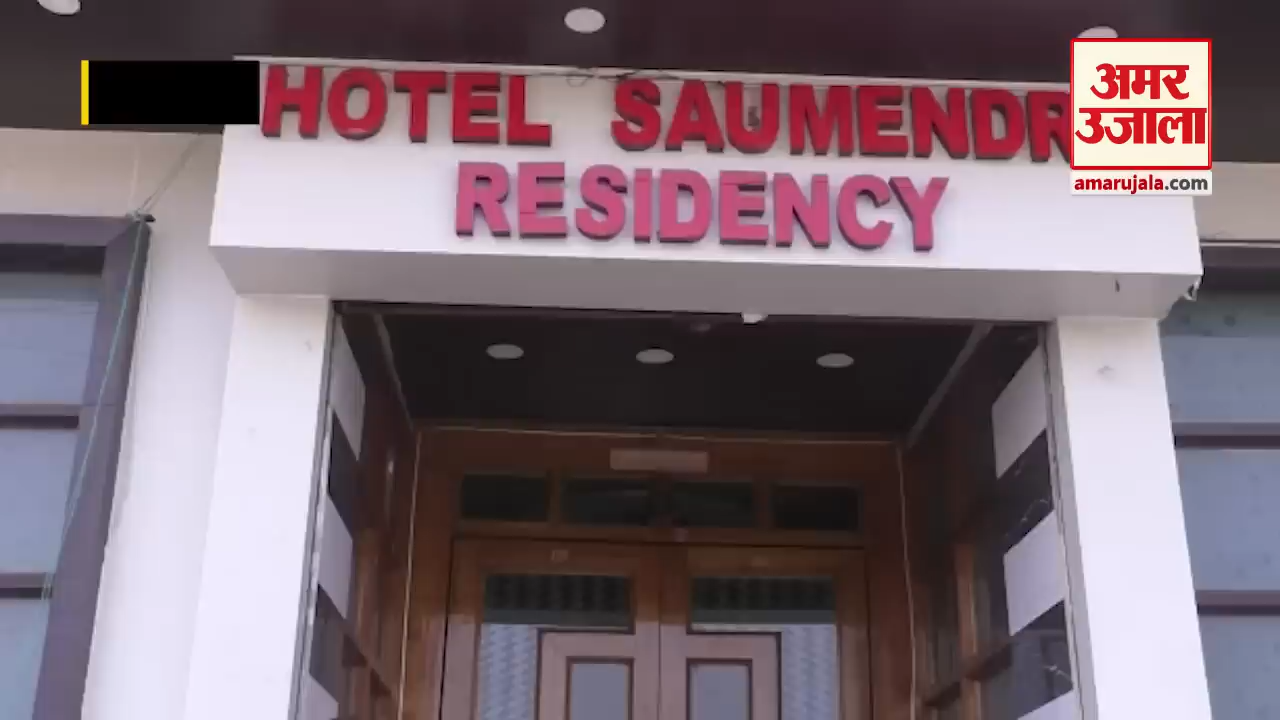 HOTEL SAUMENDR
RESIDENCY
अमर
उजाला
amarujala.com